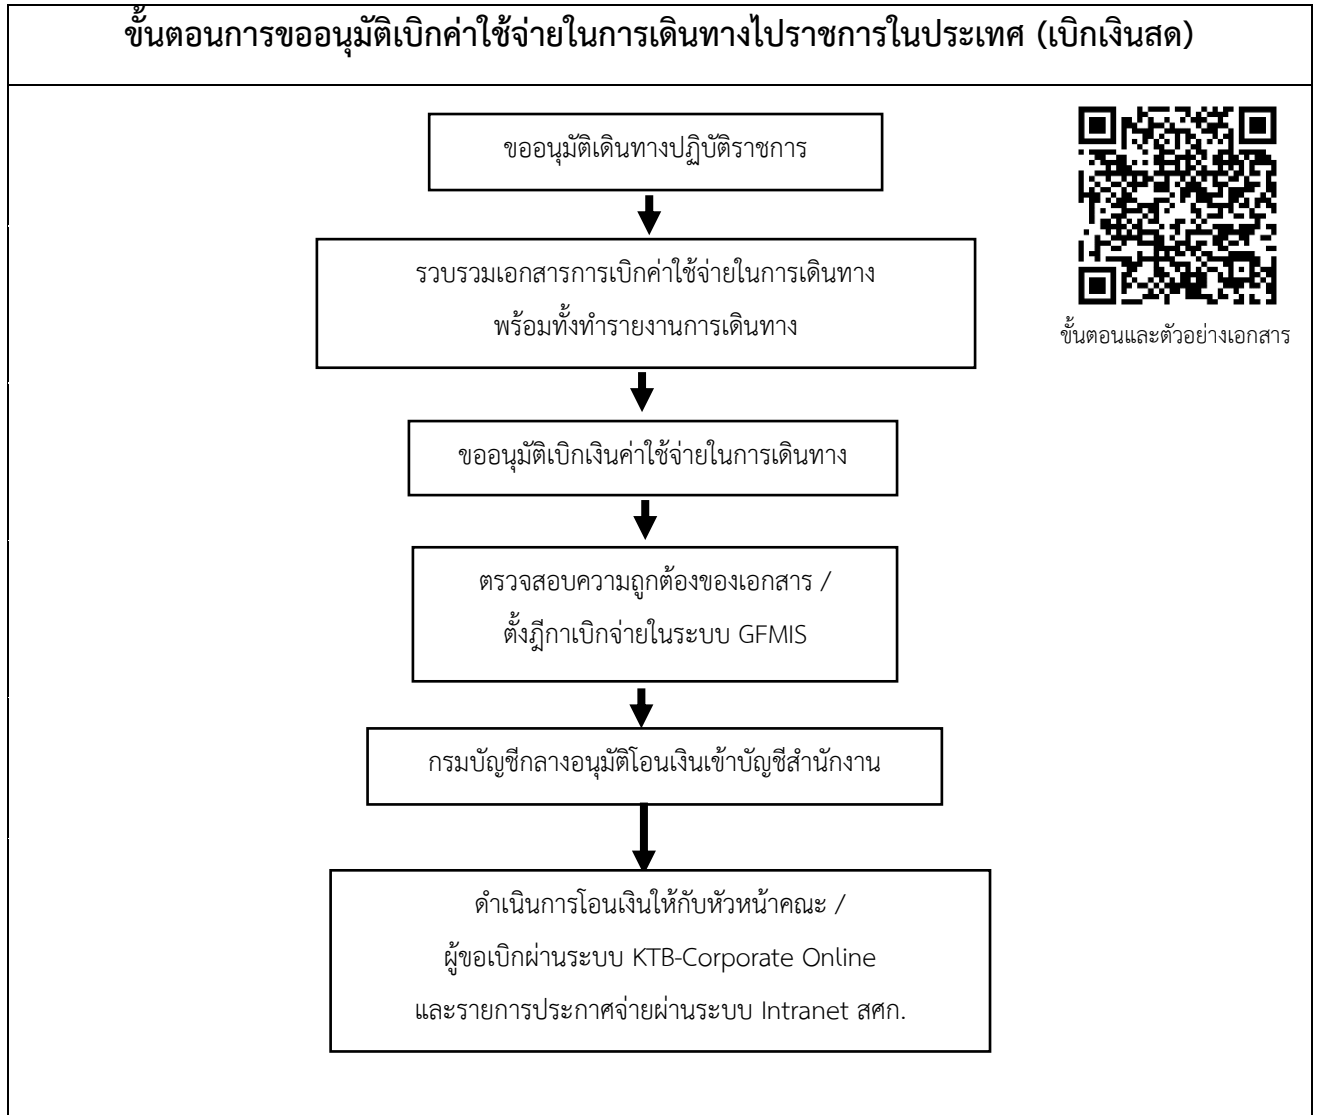 ขั้นตอนการขออนุมัติเบิกค่าใช้จ่ายในการเดินทางไปราชการในประเทศ (เบิกเงินสด)
ขออนุมัติเดินทางปฏิบัติราชการ
รวบรวมเอกสารการเบิกค่าใช้จ่ายในการเดินทาง
พร้อมทั้งทำรายงานการเดินทาง
ขั้นตอนและตัวอย่างเอกสาร
ขออนุมัติเบิกเงินค่าใช้จ่ายในการเดินทาง
ตรวจสอบความถูกต้องของเอกสาร /
ตั้งฎีกาเบิกจ่ายในระบบ GFMIS
กรมบัญชีกลางอนุมัติโอนเงินเข้าบัญชีสำนักงาน
ดำเนินการโอนเงินให้กับหัวหน้าคณะ /
ผู้ขอเบิกผ่านระบบ KTB-Corporate Online
และรายการประกาศจ่ายผ่านระบบ Intranet สศก.